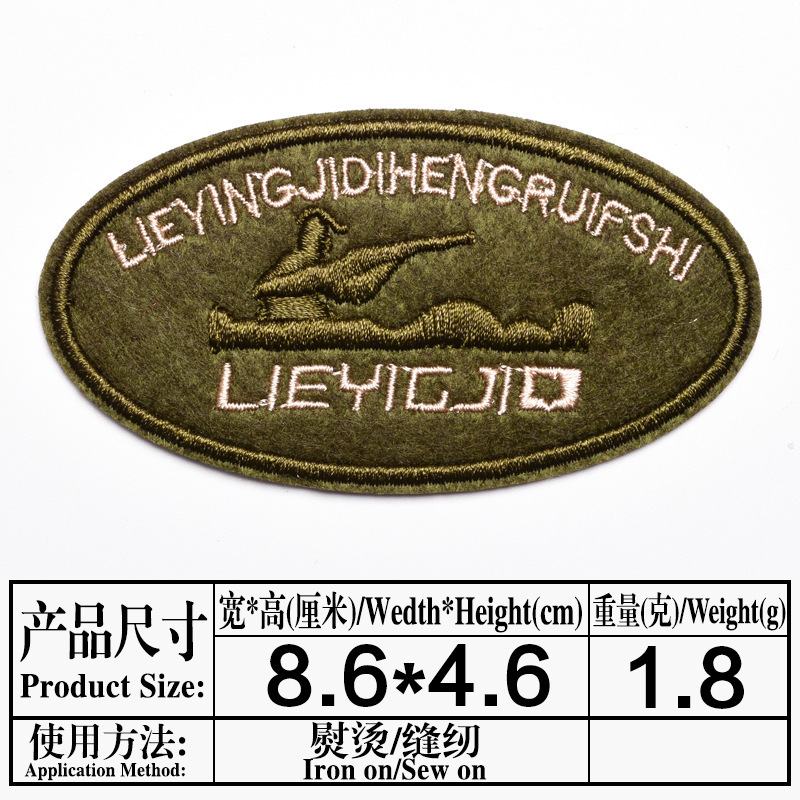 LIEYINGJIDIHENGRUIFSHI
LIEYIGJID
产品尺寸
Product Size:
宽*高(厘米)/Wedth*Height(cm)
重量(克)/Weight(g)
8.6*4.6
1.8
使用方法:
Application Method:
熨烫/缝纫
Iron on/Sew on